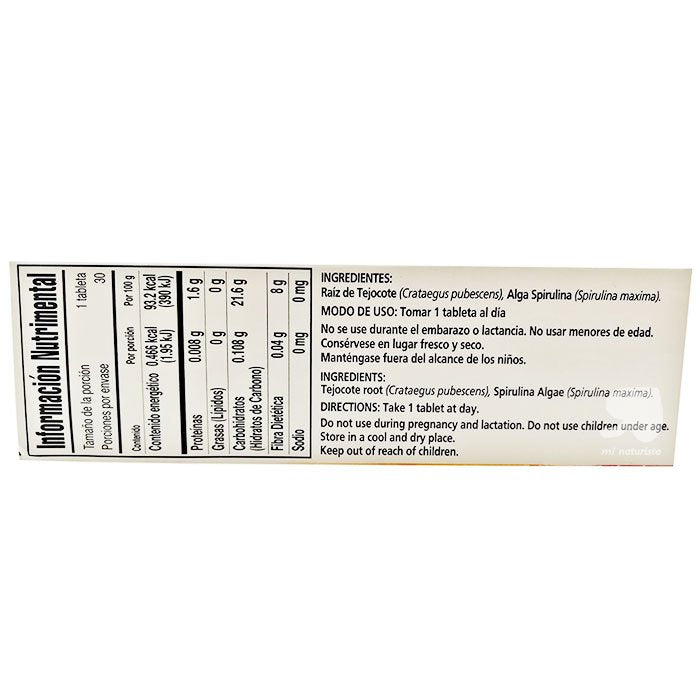 Información Nutrimental
Tamaño de la porción 1 tableta
Porciones por envase 30
Contenido Por porción Por 100 g
Contenido energético 0.466 kcal 93.2 kcal
(1.95 kJ) (390 kJ)
Proteínas 0.008 g 1.6 g
Grasas (Lípidos) 0 g 0 g
Carbohidratos 0.108 g 21.6 g
(Hidratos de Carbono)
Fibra Dietética 0.04 g 8 g
Sodio 0 mg 0 mg
INGREDIENTES:
Raíz de Tejocote (Crataegus pubescens), Alga Spirulina (Spirulina maxima).
MODO DE USO: Tomar 1 tableta al día
No se use durante el embarazo o lactancia. No usar menores de edad.
Consérvese en lugar fresco y seco.
Manténgase fuera del alcance de los niños.
INGREDIENTS:
Tejocote root (Crataegus pubescens), Spirulina Algae (Spirulina maxima).
DIRECTIONS: Take 1 tablet at day.
Do not use during pregnancy and lactation. Do not use children under age.
Store in a cool and dry place.
Keep out of reach of children.
mi naturista